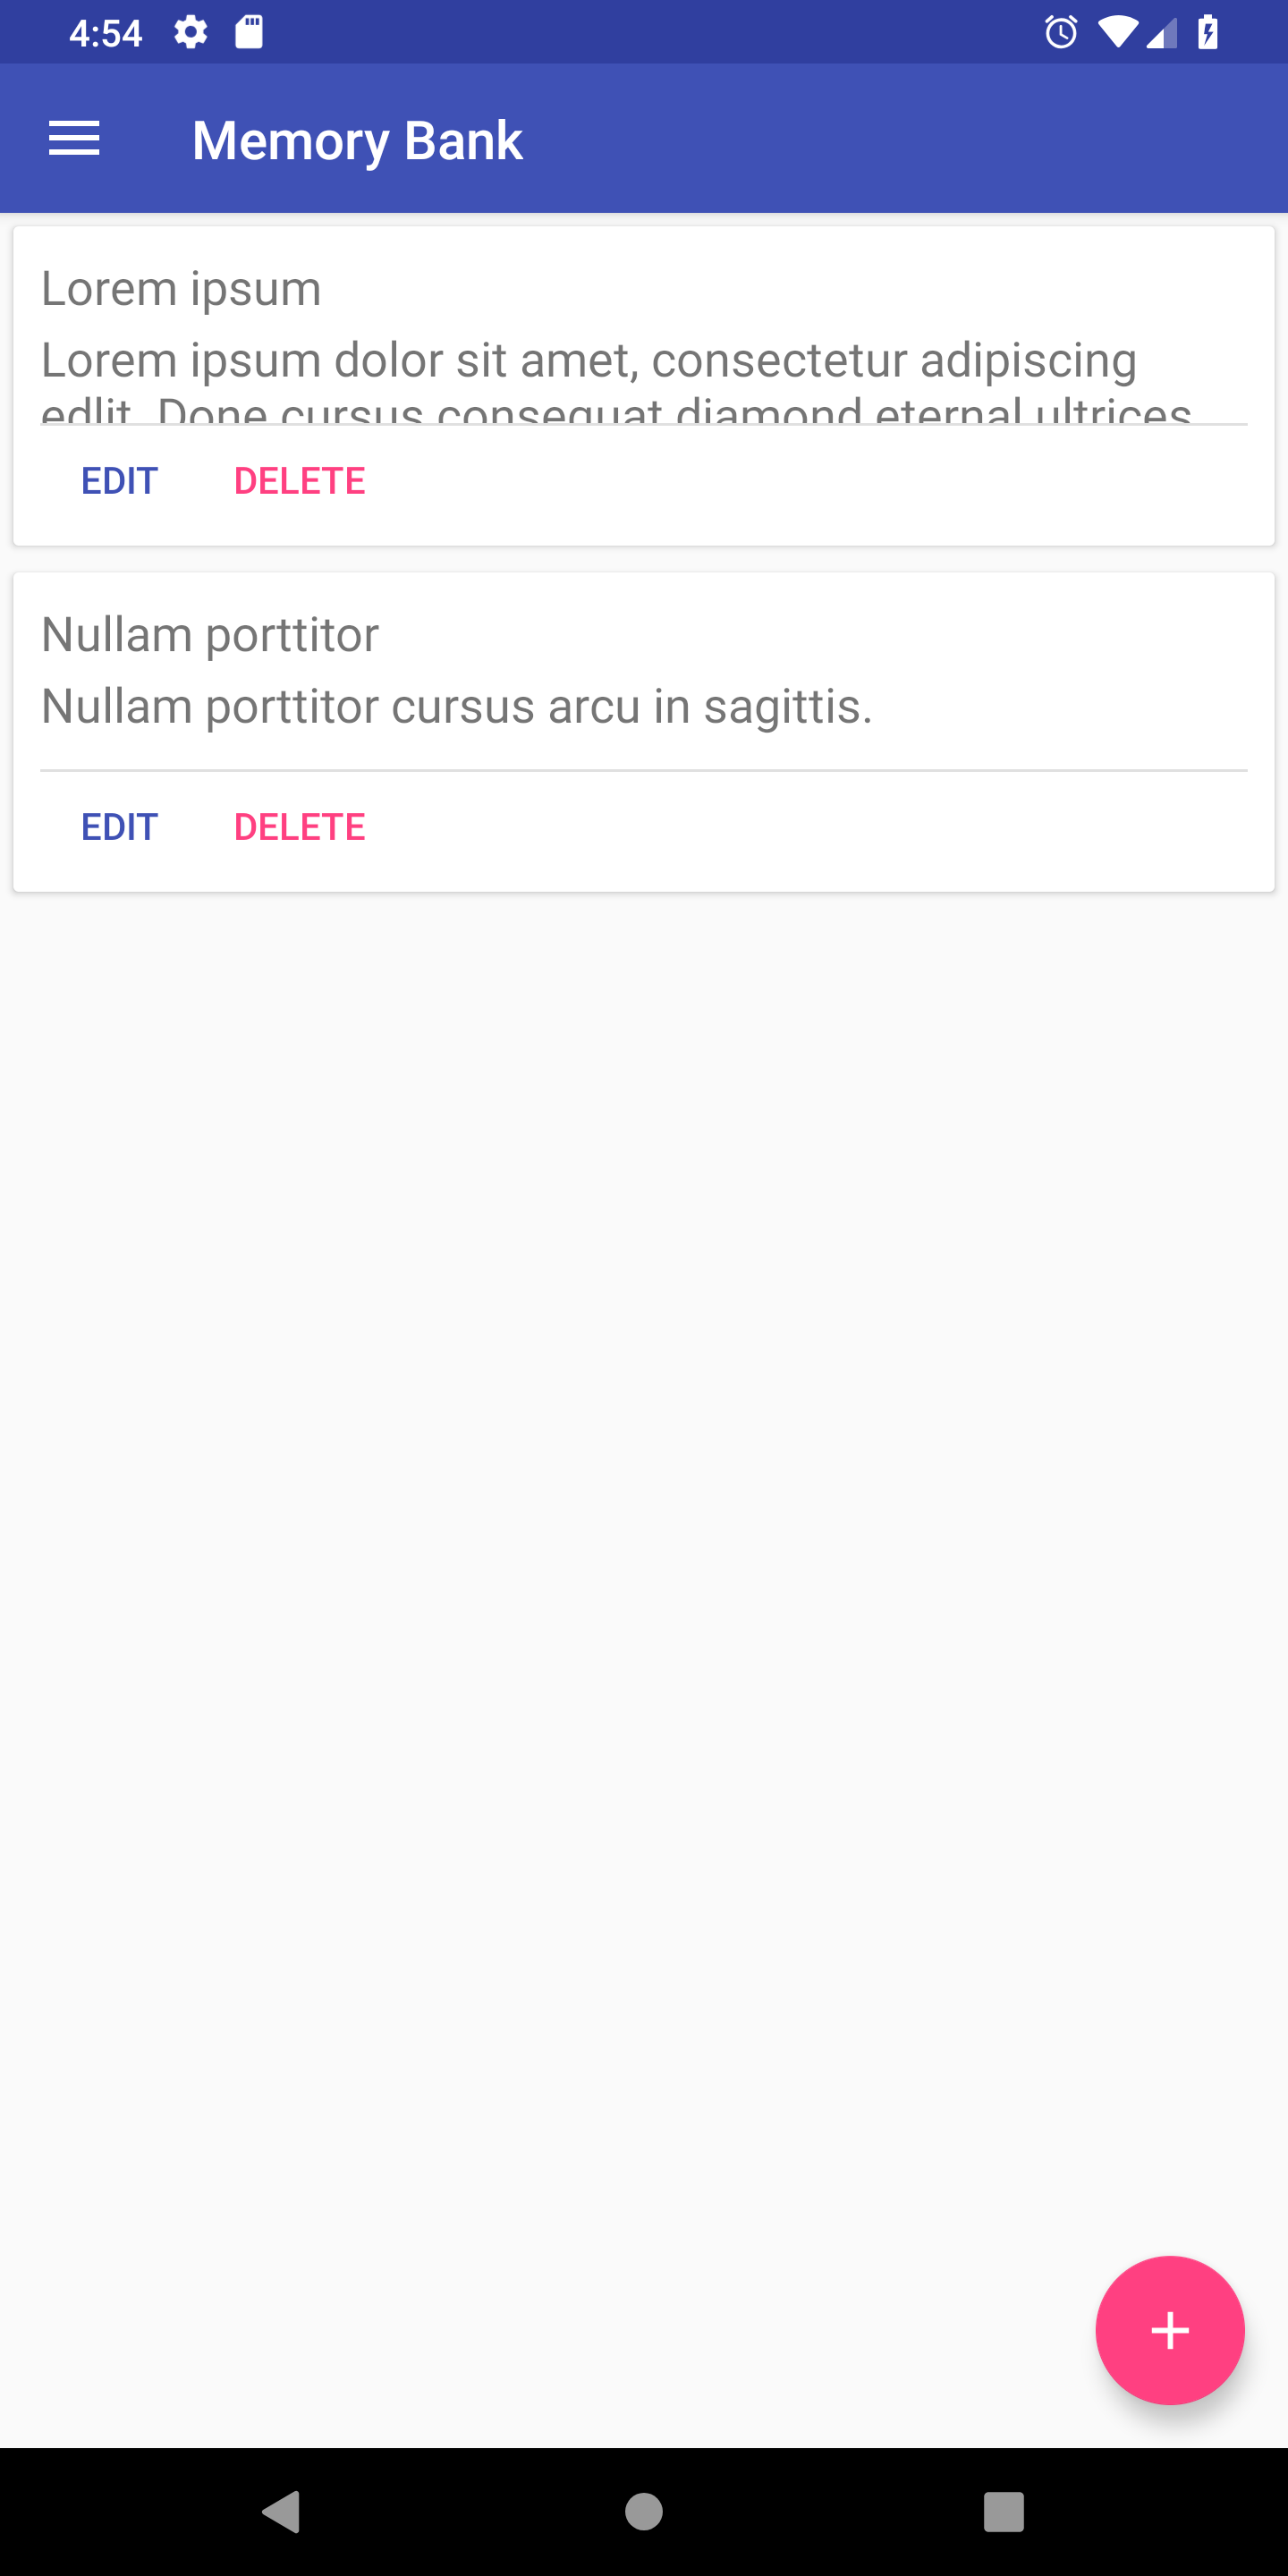 4:54
Memory Bank
Lorem ipsum
Lorem ipsum dolor sit amet, consectetur adipiscing
edlit. Done cursus consequat diamond eternal ultrices
EDIT DELETE
Nullam porttitor
Nullam porttitor cursus arcu in sagittis.
EDIT DELETE